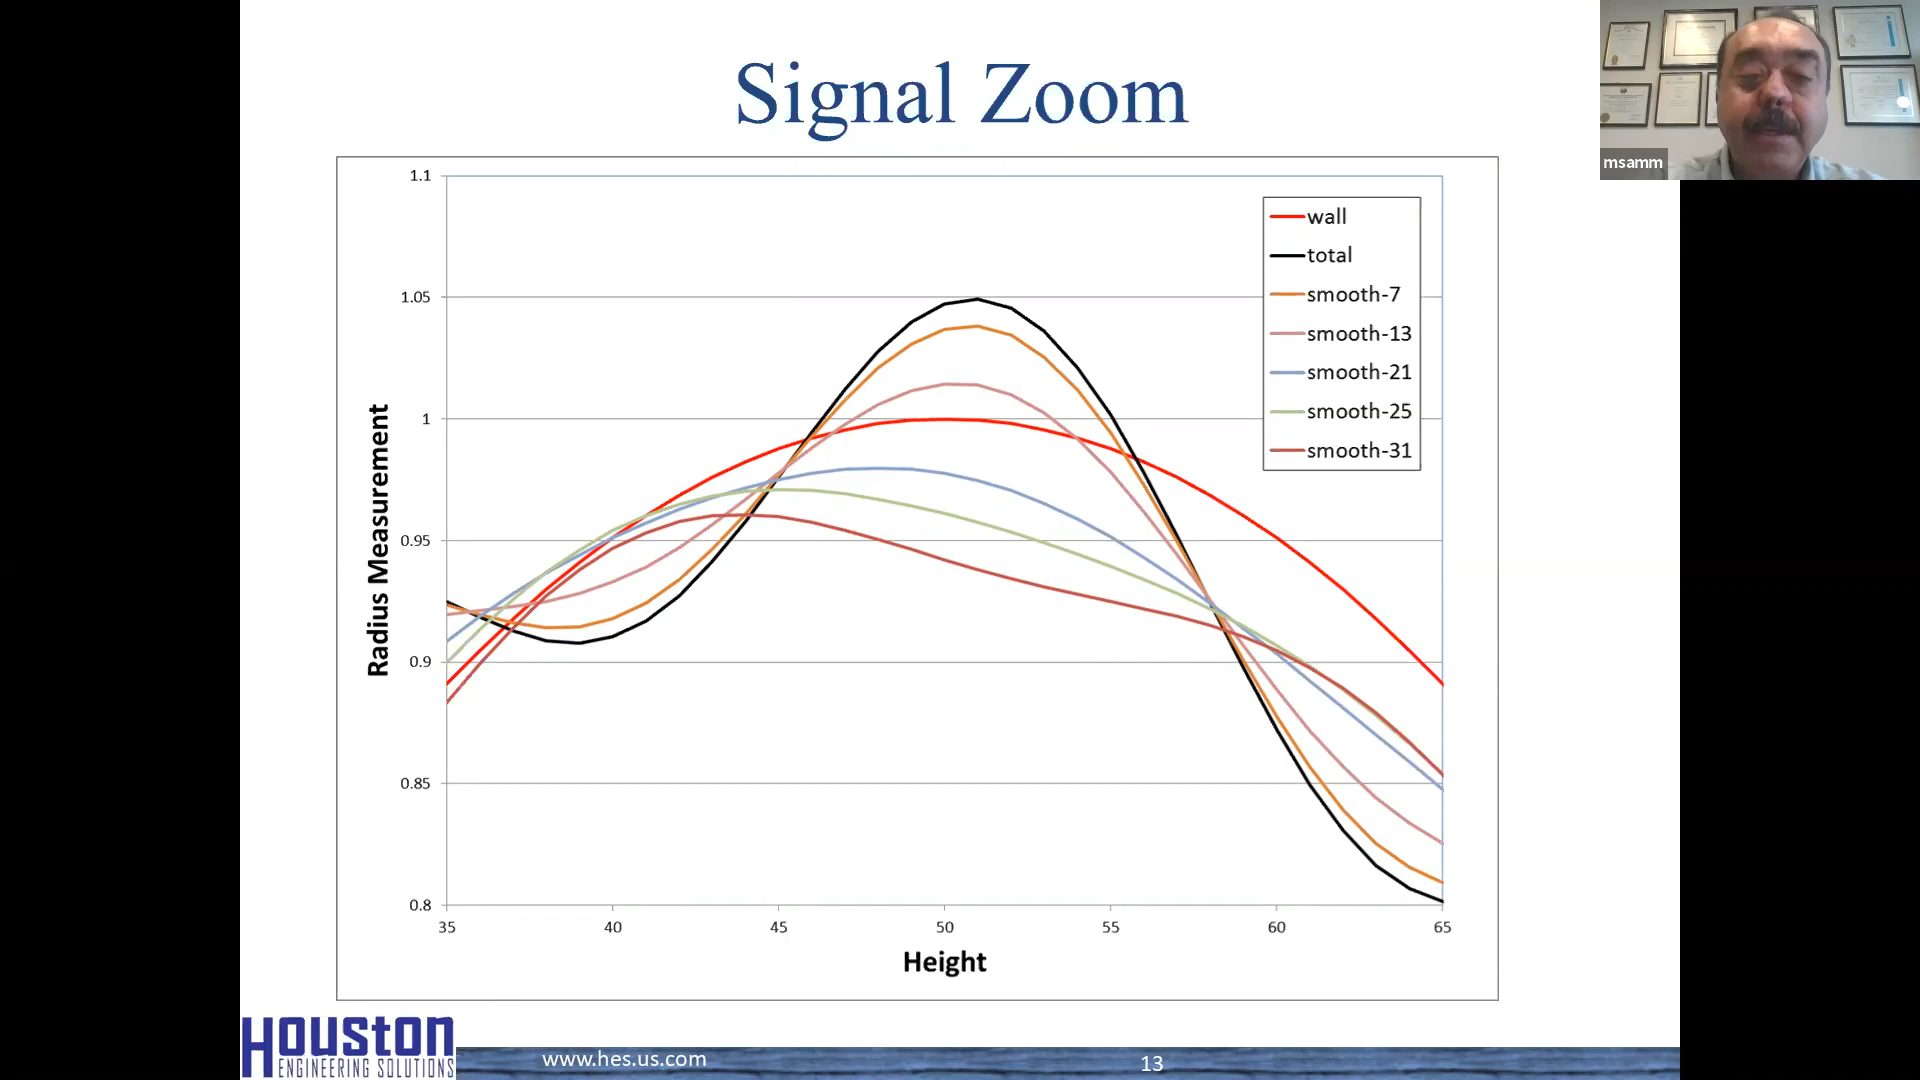 Signal Zoom
msamm
1.1
1.05
1
0.95
0.9
0.85
0.8
Radius Measurement
35
40
45
50
55
60
65
Height
wall
total
smooth-7
smooth-13
smooth-21
smooth-25
smooth-31
Houston
ENGINEERING SOLUTIONS
www.hes.us.com
13